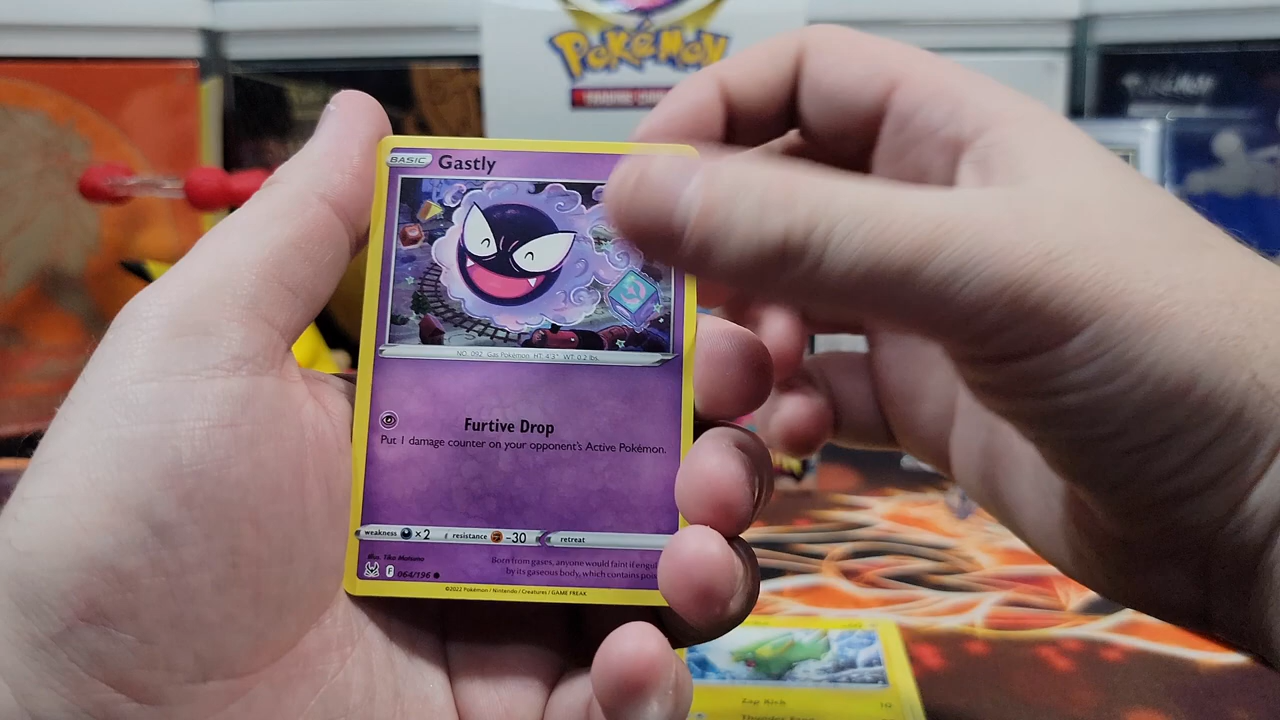 POKéMON
BASIC Gastly
NO. 092 Gas Pokémon HT: 4'3" WT: 0.2 lbs.
Furtive Drop
Put 1 damage counter on your opponent's Active Pokémon.
weakness ×2 resistance -30 retreat
Illus. Tika Matsuno
Born from gases, anyone would faint if engul
by its gaseous body, which contains pois
F 064/196
©2022 Pokémon / Nintendo / Creatures / GAME FREAK